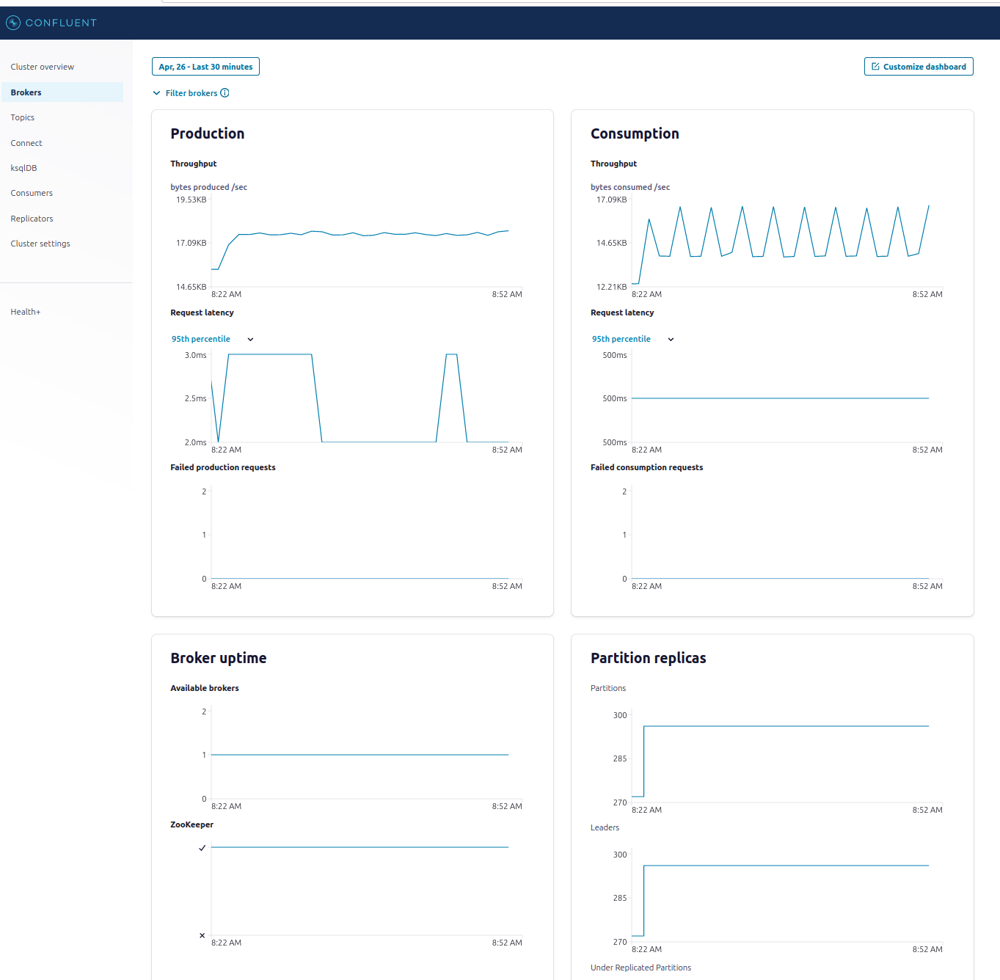 CONFLUENT
Cluster overview
Brokers
Topics
Connect
ksqlDB
Consumers
Replicators
Cluster settings
Health+
Apr, 26 - Last 30 minutes
Customize dashboard
Filter brokers
Production
Throughput
bytes produced /sec
19.53KB
17.09KB
14.65KB
8:22 AM 8:52 AM
Request latency
95th percentile
3.0ms
2.5ms
2.0ms
8:22 AM 8:52 AM
Failed production requests
2
1
0
8:22 AM 8:52 AM
Consumption
Throughput
bytes consumed /sec
17.09KB
14.65KB
12.21KB
8:22 AM 8:52 AM
Request latency
95th percentile
500ms
500ms
500ms
8:22 AM 8:52 AM
Failed consumption requests
2
1
0
8:22 AM 8:52 AM
Broker uptime
Available brokers
2
1
0
8:22 AM 8:52 AM
ZooKeeper
8:22 AM 8:52 AM
Partition replicas
Partitions
300
285
270
8:22 AM 8:52 AM
Leaders
300
285
270
8:22 AM 8:52 AM
Under Replicated Partitions